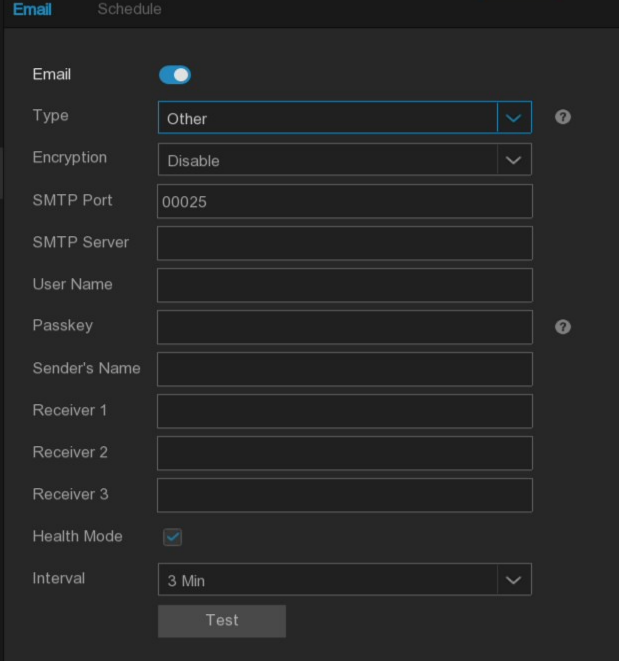 Email Schedule
Email
Type Other ?
Encryption Disable
SMTP Port 00025
SMTP Server
User Name
Passkey ?
Sender's Name
Receiver 1
Receiver 2
Receiver 3
Health Mode
Interval 3 Min
Test